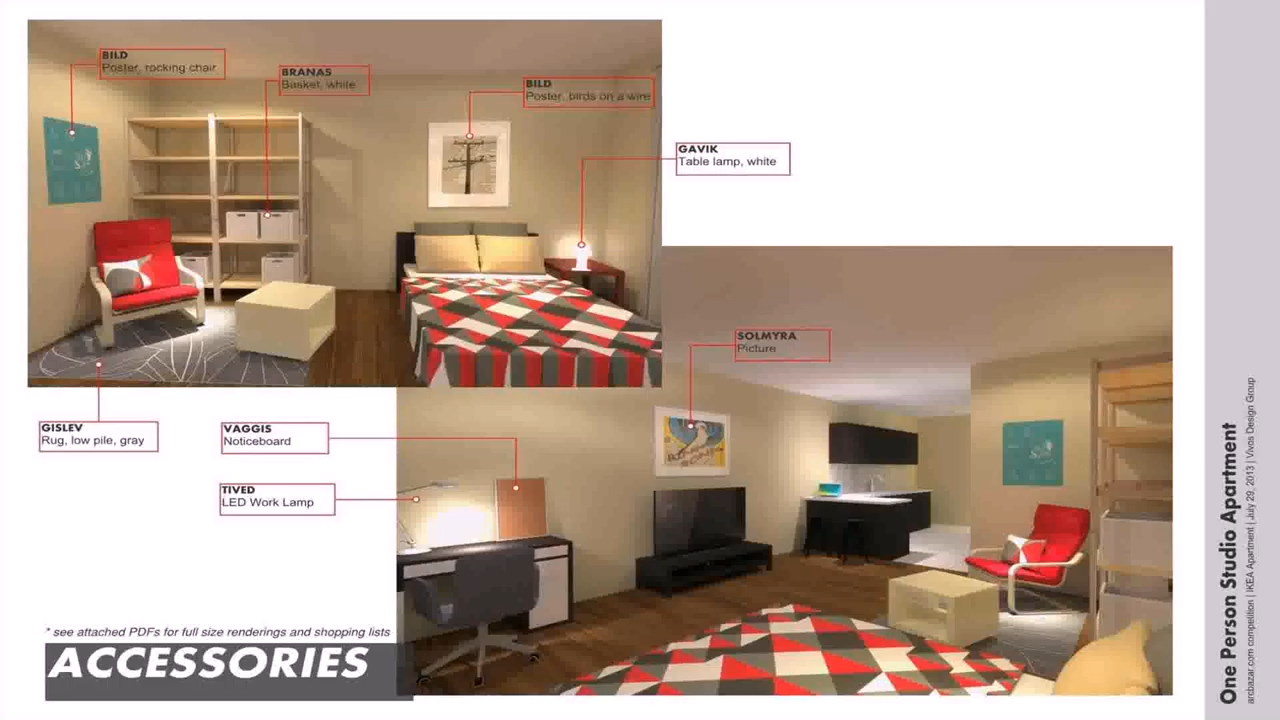 BILD
Poster, rocking chair
BRANAS
Basket, white
BILD
Poster, birds on a wire
GAVIK
Table lamp, white
SOLMYRA
Picture
GISLEV
Rug, low pile, gray
VAGGIS
Noticeboard
TIVED
LED Work Lamp
* see attached PDFs for full size renderings and shopping lists
ACCESSORIES
One Person Studio Apartment
arcbazar.com competition | IKEA Apartment | July 29, 2013 | Vivos Design Group